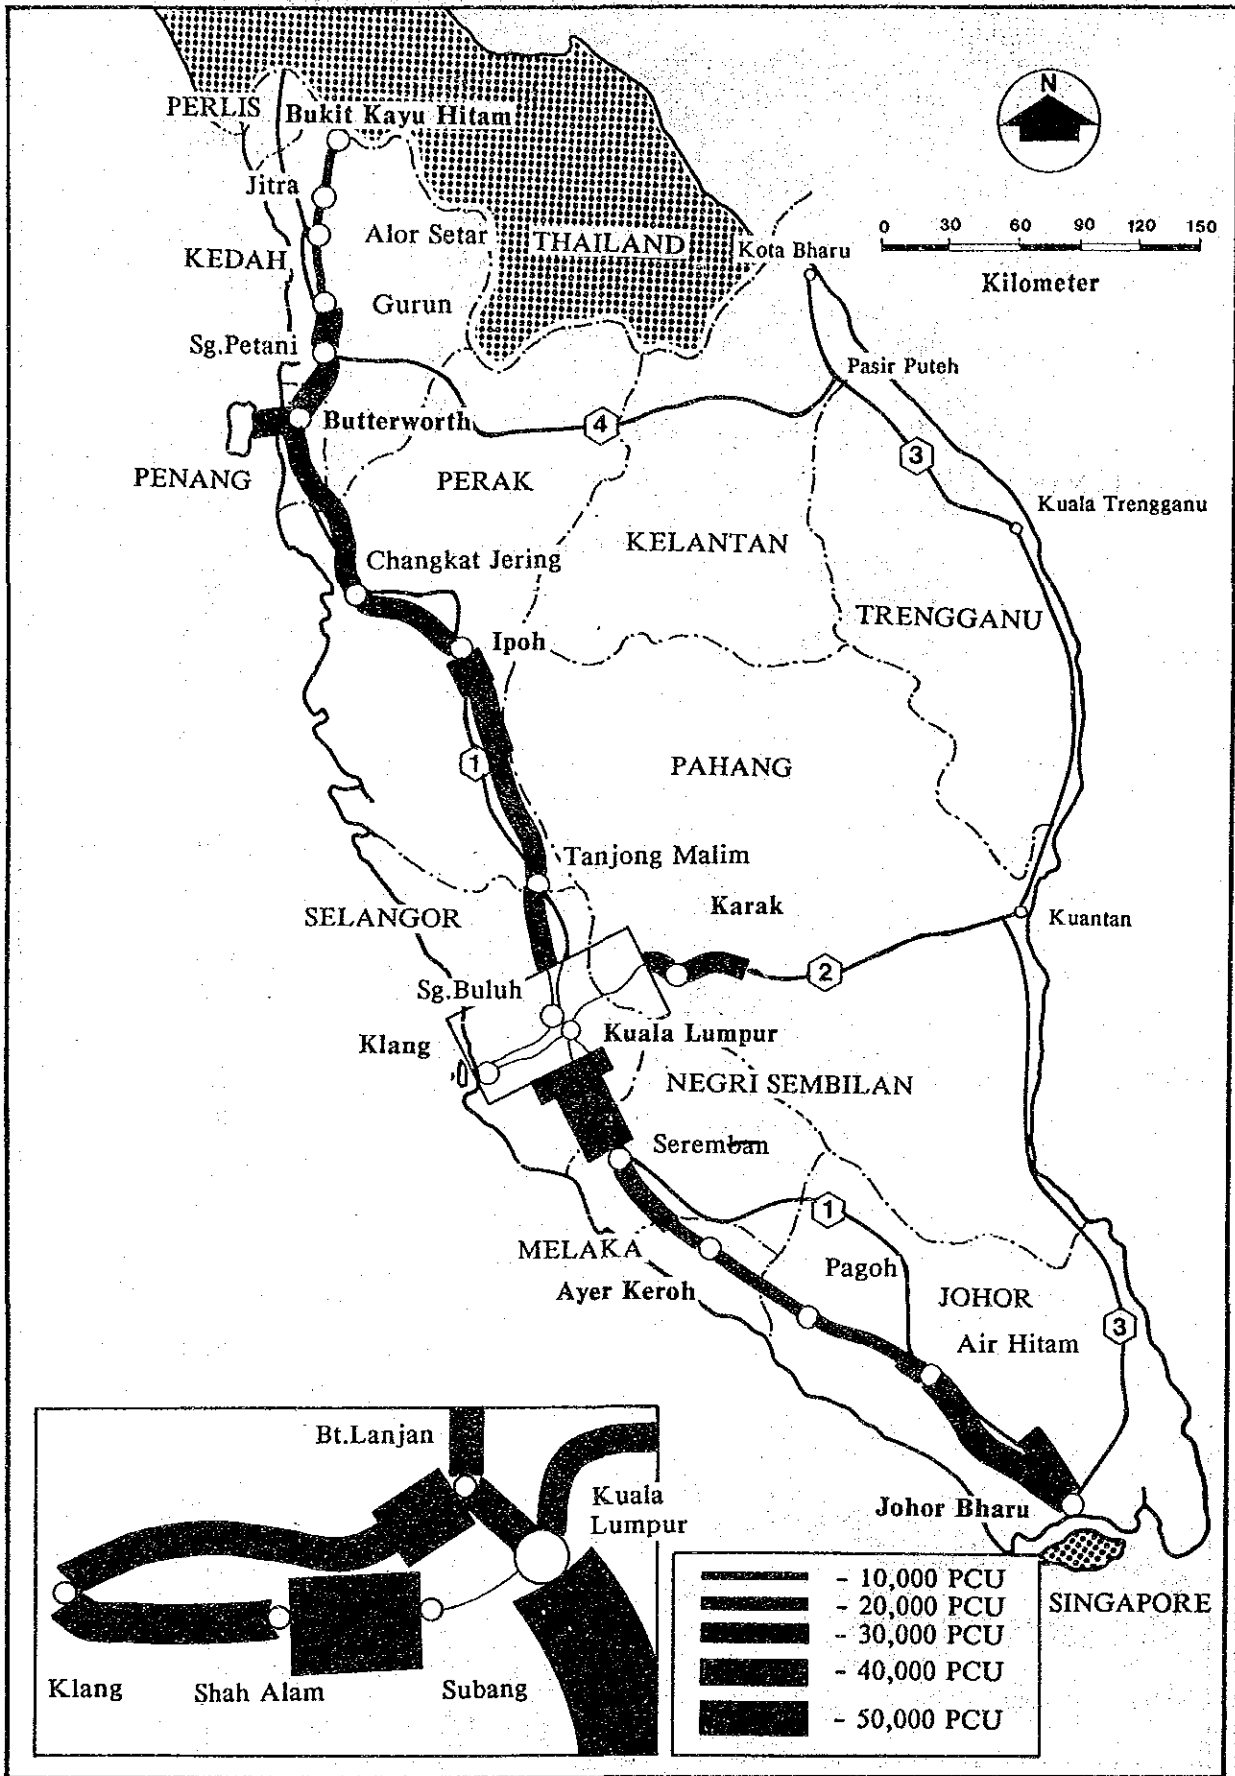 N
PERLIS
Bukit Kayu Hitam
Jitra
Alor Setar
THAILAND
KEDAH
Kota Bharu
0 30 60 90 120 150
Kilometer
Gurun
Sg.Petani
Pasir Puteh
Butterworth
4
3
PENANG
PERAK
Kuala Trengganu
KELANTAN
Changkat Jering
TRENGGANU
Ipoh
1
PAHANG
Tanjong Malim
Karak
SELANGOR
Kuantan
2
Sg.Buluh
Kuala Lumpur
Klang
NEGRI SEMBILAN
Seremban
1
MELAKA
Pagoh
Ayer Keroh
JOHOR
3
Air Hitam
Johor Bharu
SINGAPORE
Bt.Lanjan
Kuala
Lumpur
Klang
Shah Alam
Subang
- 10,000 PCU
- 20,000 PCU
- 30,000 PCU
- 40,000 PCU
- 50,000 PCU